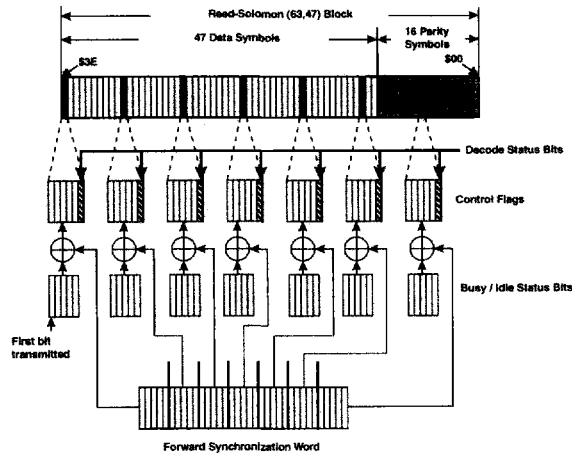 Reed-Solomon (63,47) Block
47 Data Symbols
16 Parity
Symbols
$3E
$00
Decode Status Bits
Control Flags
Busy / Idle Status Bits
First bit
transmitted
Forward Synchronization Word